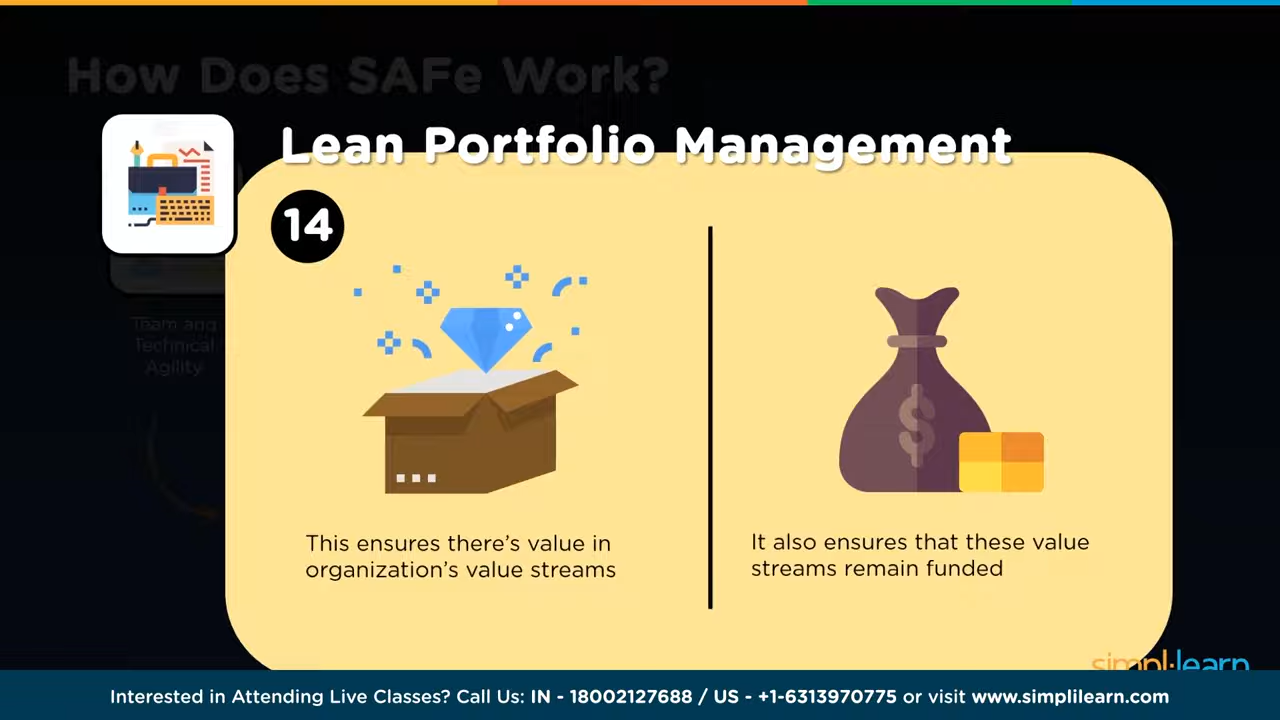 How Does SAFe Work?
Lean Portfolio Management
14
Team and
Technical
Agility
This ensures there's value in
organization's value streams
It also ensures that these value
streams remain funded
simpl·learn
Interested in Attending Live Classes? Call Us: IN - 18002127688 / US - +1-6313970775 or visit www.simplilearn.com